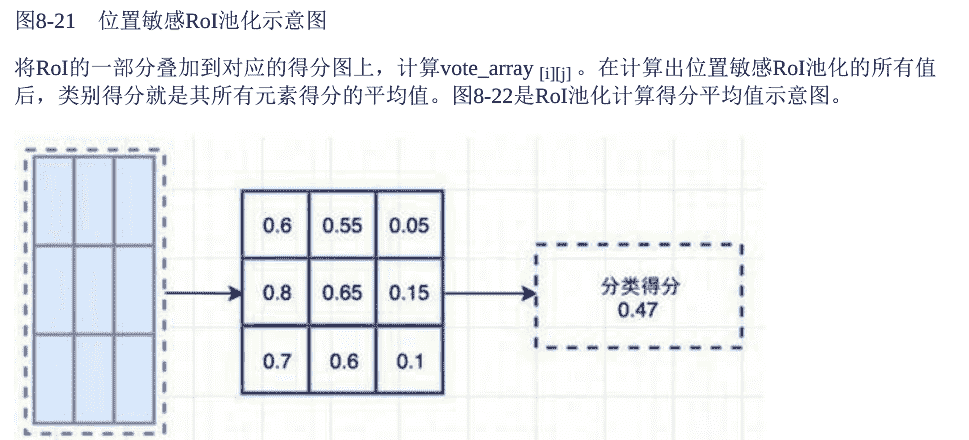 图8-21 位置敏感RoI池化示意图
将RoI的一部分叠加到对应的得分图上，计算vote_array [i][j] 。在计算出位置敏感RoI池化的所有值
后，类别得分就是其所有元素得分的平均值。图8-22是RoI池化计算得分平均值示意图。
0.6 0.55 0.05
0.8 0.65 0.15
0.7 0.6 0.1
分类得分
0.47